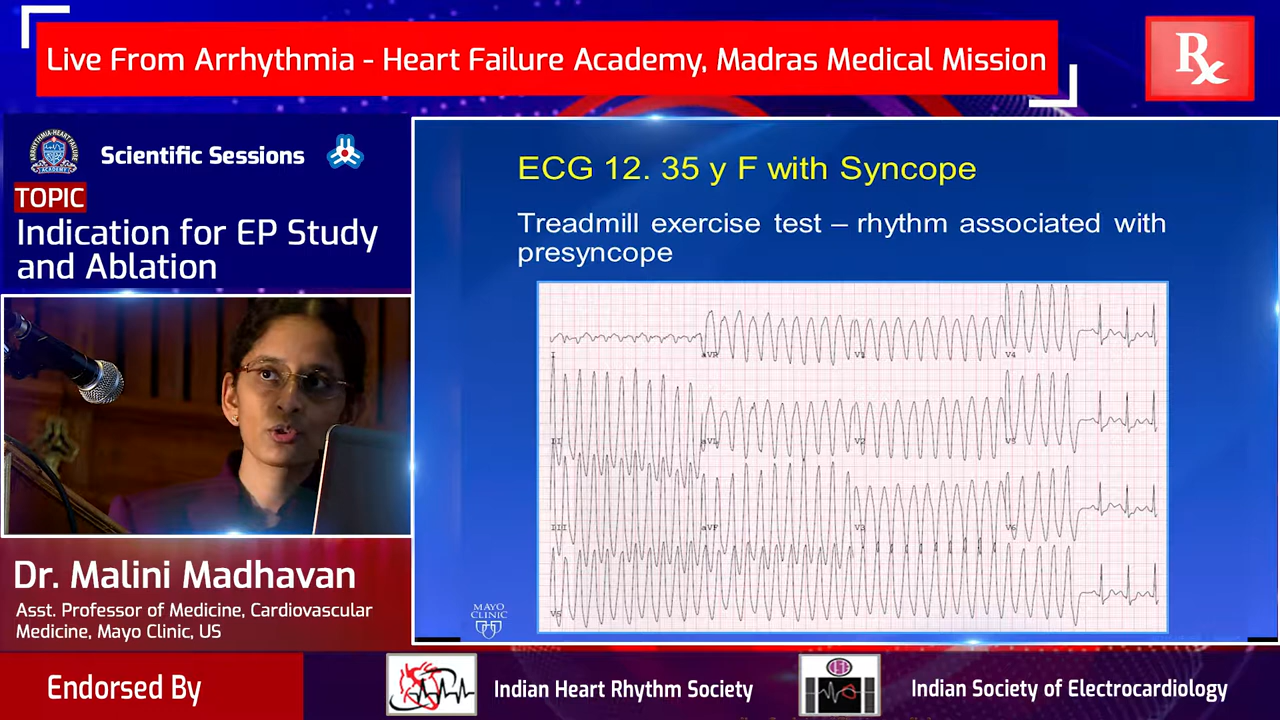 Live From Arrhythmia - Heart Failure Academy, Madras Medical Mission
Rx
Scientific Sessions
TOPIC
Indication for EP Study
and Ablation
ECG 12. 35 y F with Syncope
Treadmill exercise test – rhythm associated with
presyncope
I
aVR
V1
V4
II
aVL
V2
V5
III
aVF
V3
V6
V5
MAYO
CLINIC
Dr. Malini Madhavan
Asst. Professor of Medicine, Cardiovascular
Medicine, Mayo Clinic, US
Endorsed By
Indian Heart Rhythm Society
Indian Society of Electrocardiology